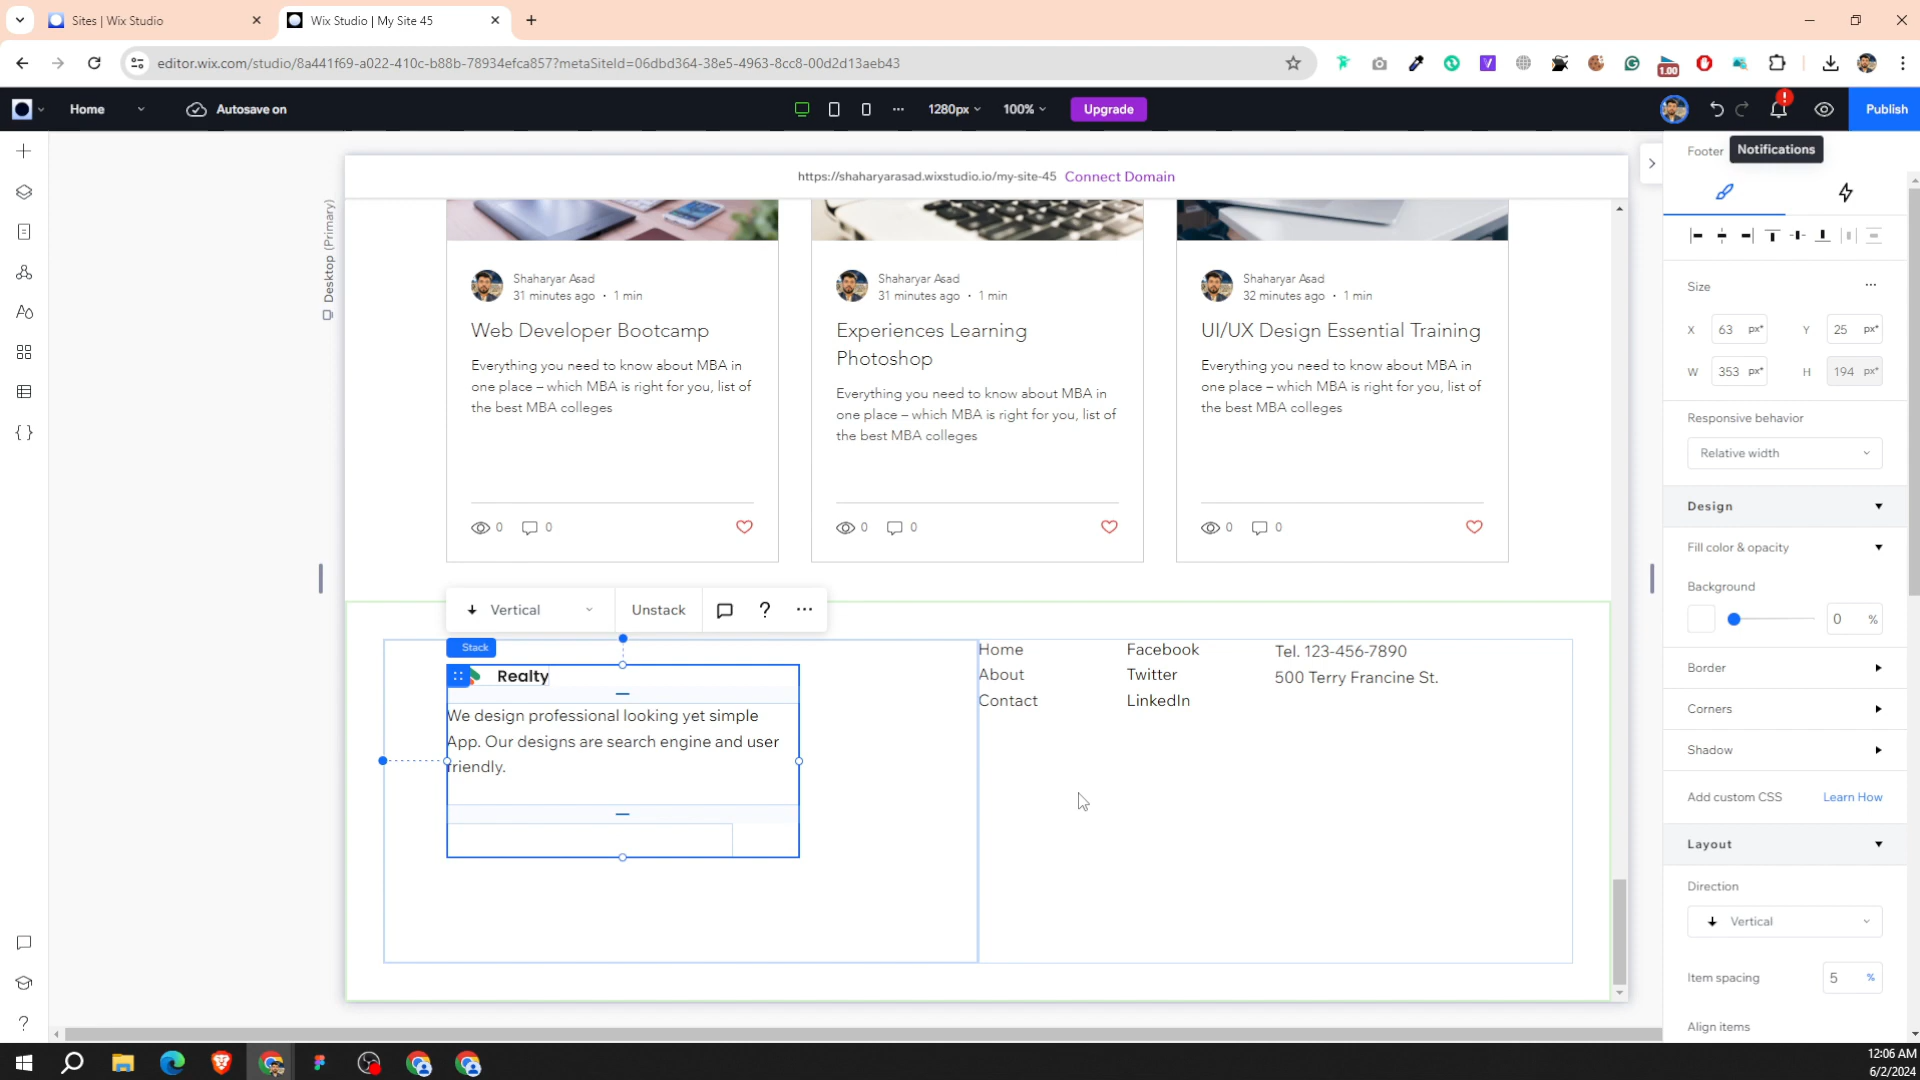 Sites | Wix Studio
Wix Studio | My Site 45
editor.wix.com/studio/8a441f69-a022-410c-b88b-78934efca857?metaSiteId=06dbd364-38e5-4963-8cc8-00d2d13aeb43
1.00
Home
Autosave on
1280px
100%
Upgrade
Publish
Desktop (Primary)
https://shaharyarasad.wixstudio.io/my-site-45 Connect Domain
Shaharyar Asad
31 minutes ago · 1 min
Web Developer Bootcamp
Everything you need to know about MBA in
one place – which MBA is right for you, list of
the best MBA colleges
0
0
Shaharyar Asad
31 minutes ago · 1 min
Experiences Learning
Photoshop
Everything you need to know about MBA in
one place – which MBA is right for you, list of
the best MBA colleges
0
0
Shaharyar Asad
32 minutes ago · 1 min
UI/UX Design Essential Training
Everything you need to know about MBA in
one place – which MBA is right for you, list of
the best MBA colleges
0
0
Vertical
Unstack
Stack
Realty
We design professional looking yet simple
App. Our designs are search engine and user
friendly.
Home
About
Contact
Facebook
Twitter
LinkedIn
Tel. 123-456-7890
500 Terry Francine St.
Footer
Notifications
Size
X 63 px*
Y 25 px*
W 353 px*
H 194 px*
Responsive behavior
Relative width
Design
Fill color & opacity
Background
0 %
Border
Corners
Shadow
Add custom CSS
Learn How
Layout
Direction
Vertical
Item spacing
5 %
Align items
12:06 AM
6/2/2024